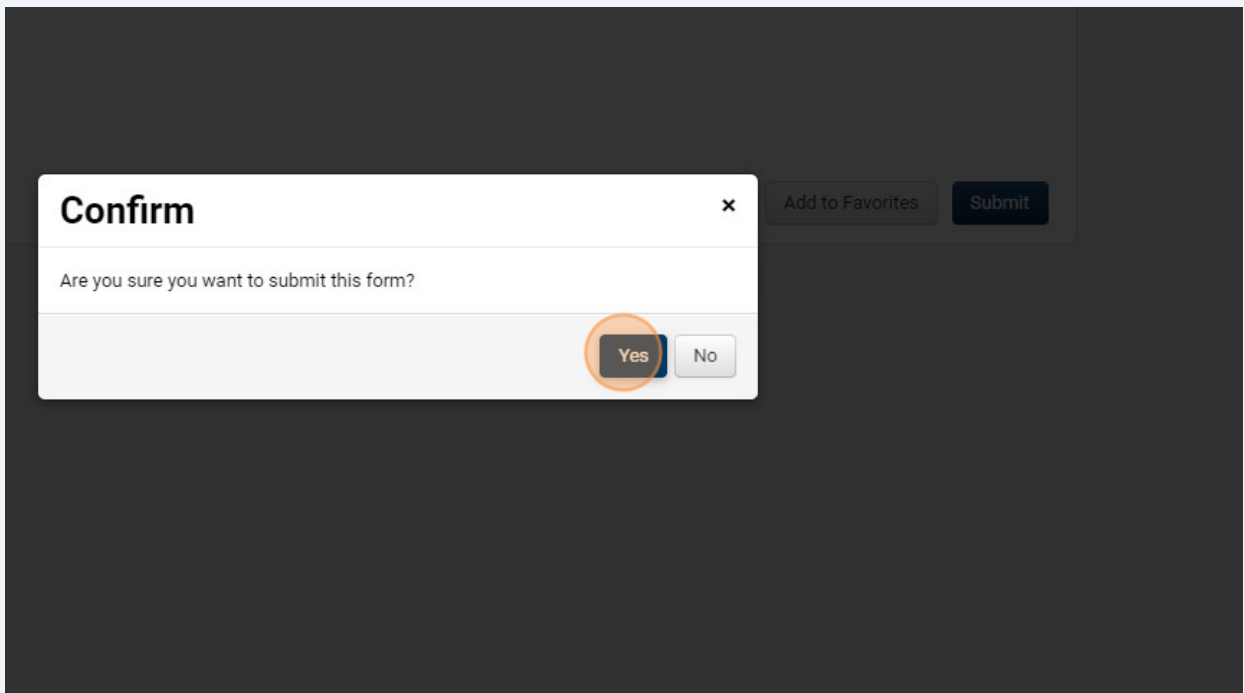 Confirm × Add to Favorites Submit
Are you sure you want to submit this form?
Yes No